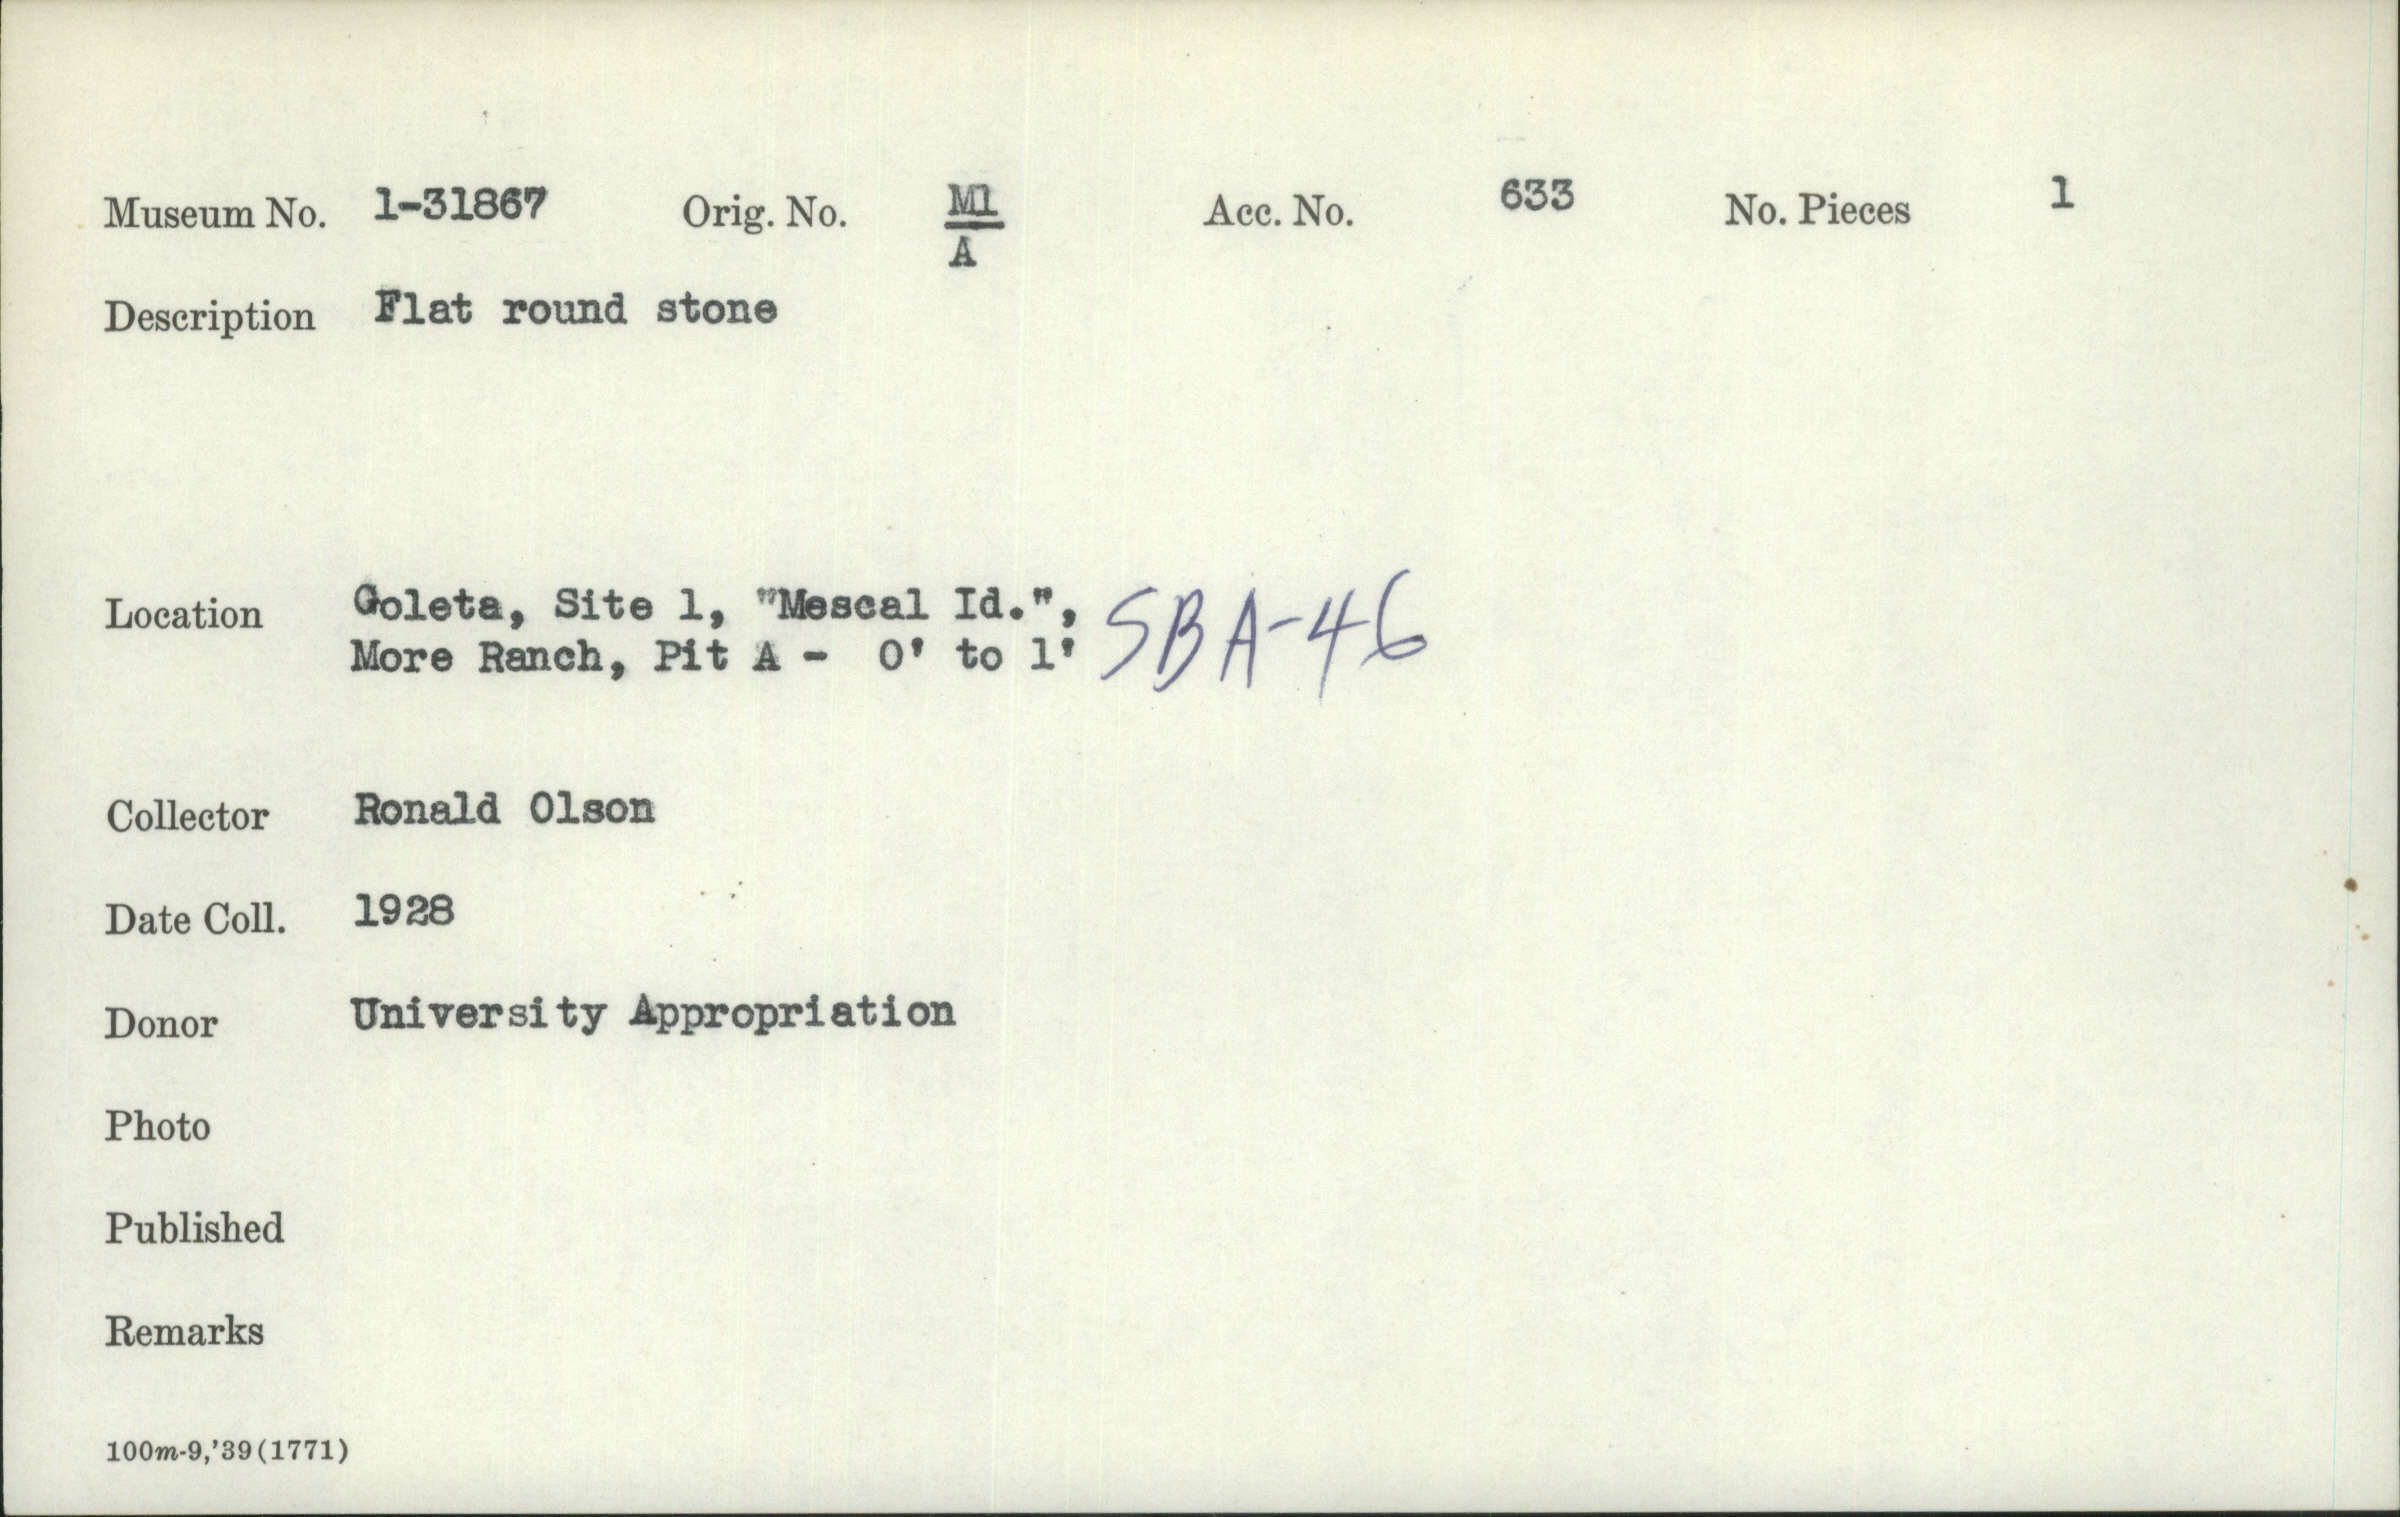 Museum No. 1-31867 Orig. No. M1/A Acc. No. 633 No. Pieces 1
Description Flat round stone
Location Goleta, Site 1, "Mescal Id.", SBA-46
More Ranch, Pit A - 0' to 1'
Collector Ronald Olson
Date Coll. 1928
Donor University Appropriation
Photo
Published
Remarks
100m-9,'39(1771)